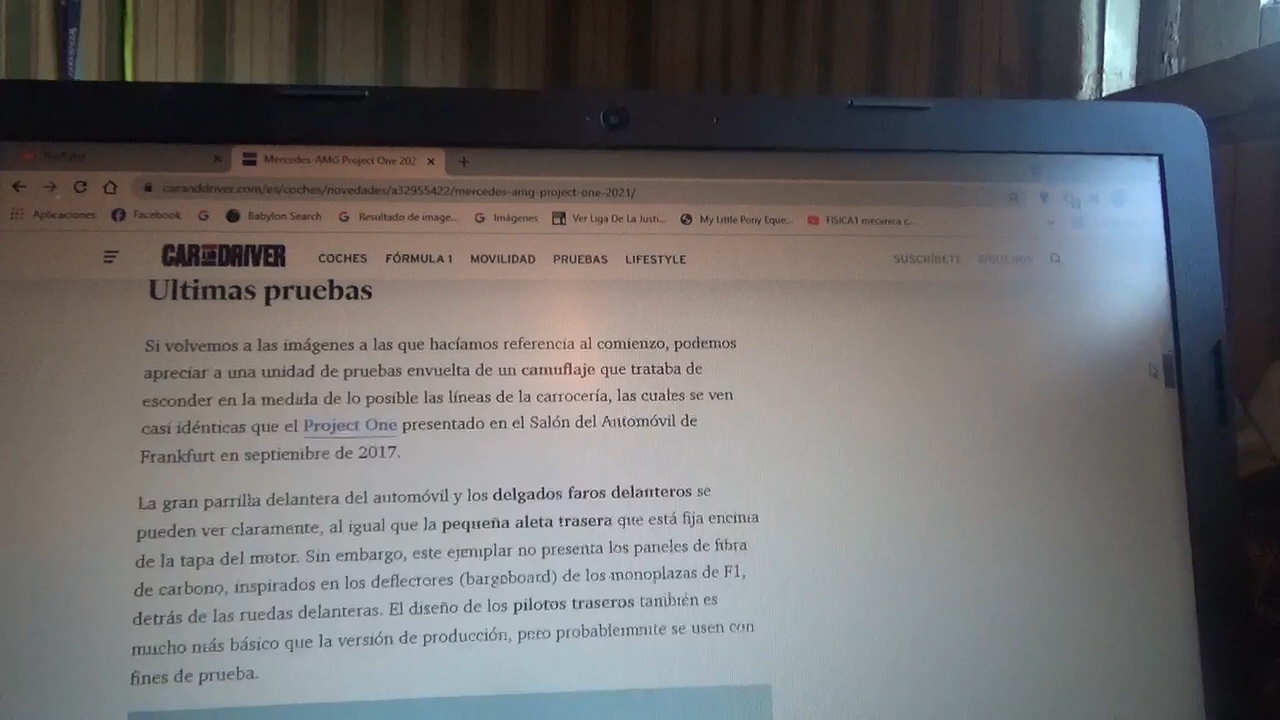 YouTube
Mercedes-AMG Project One 202
caranddriver.com/es/coches/novedades/a32955422/mercedes-amg-project-one-2021/
Aplicaciones Facebook Babylon Search Resultado de image... Imágenes Ver Liga De La Justi... My Little Pony Eque... FISICA1 mecanica c...
CAR AND DRIVER COCHES FÓRMULA 1 MOVILIDAD PRUEBAS LIFESTYLE SUSCRÍBETE
Últimas pruebas
Si volvemos a las imágenes a las que hacíamos referencia al comienzo, podemos
apreciar a una unidad de pruebas envuelta de un camuflaje que trataba de
esconder en la medida de lo posible las líneas de la carrocería, las cuales se ven
casi idénticas que el Project One presentado en el Salón del Automóvil de
Frankfurt en septiembre de 2017.
La gran parrilla delantera del automóvil y los delgados faros delanteros se
pueden ver claramente, al igual que la pequeña aleta trasera que está fija encima
de la tapa del motor. Sin embargo, este ejemplar no presenta los paneles de fibra
de carbono, inspirados en los deflectores (bargeboard) de los monoplazas de F1,
detrás de las ruedas delanteras. El diseño de los pilotos traseros también es
mucho más básico que la versión de producción, pero probablemente se usen con
fines de prueba.